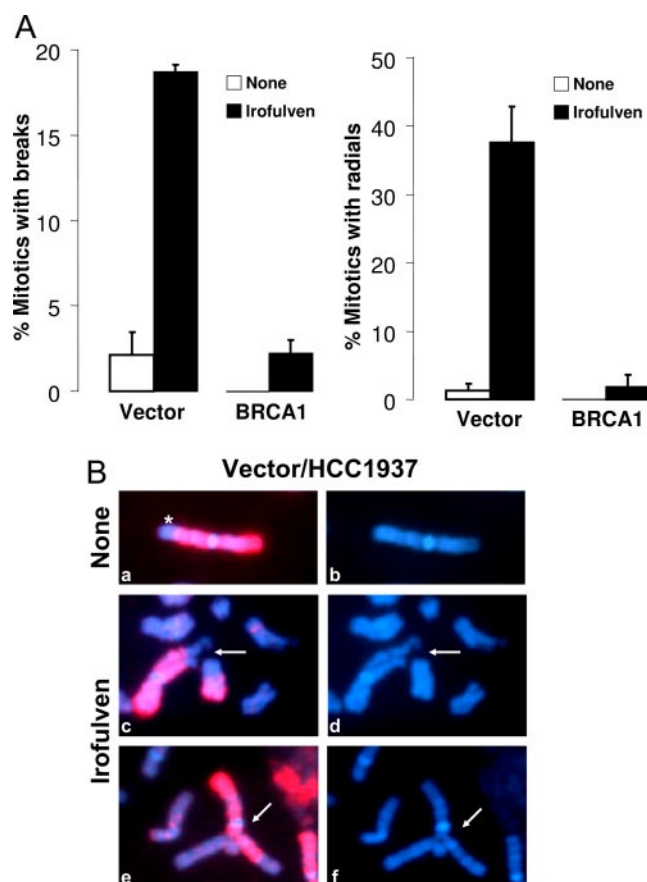 A
% Mitotics with breaks
20
15
10
5
0
None
Irofulven
Vector
BRCA1
% Mitotics with radials
50
40
30
20
10
0
None
Irofulven
Vector
BRCA1
B
Vector/HCC1937
None
*
a
b
Irofulven
c
d
e
f